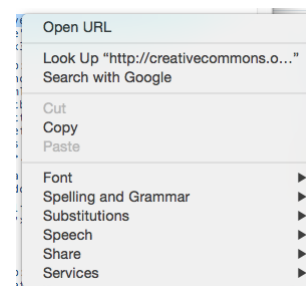 Open URL
Look Up “http://creativecommons.o…”
Search with Google
Cut
Copy
Paste
Font
Spelling and Grammar
Substitutions
Speech
Share
Services